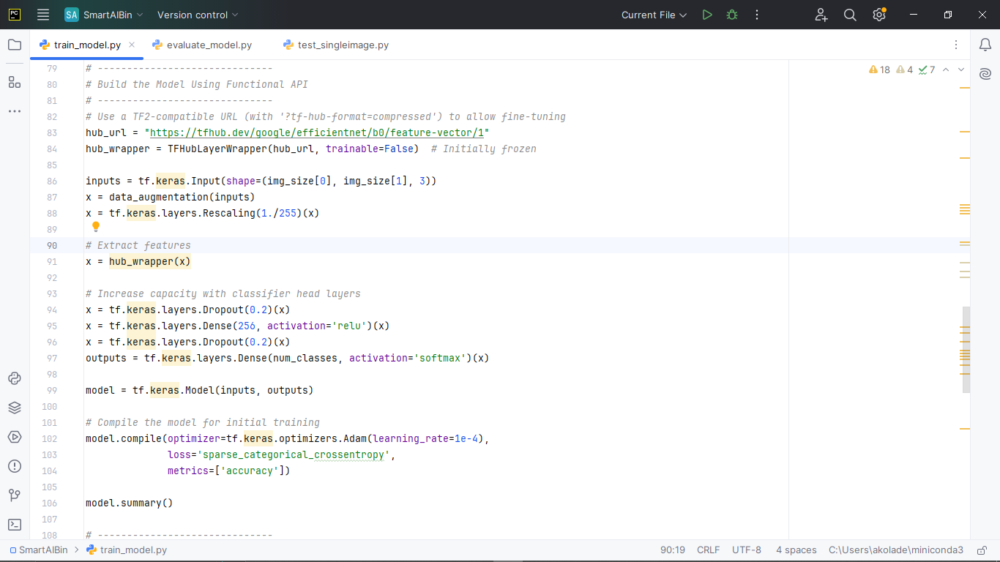 PC SA SmartAIBin Version control Current File
train_model.py evaluate_model.py test_singleimage.py
18 4 7
79 # ------------------------------
80 # Build the Model Using Functional API
81 # ------------------------------
82 # Use a TF2-compatible URL (with '?tf-hub-format=compressed') to allow fine-tuning
83 hub_url = "https://tfhub.dev/google/efficientnet/b0/feature-vector/1"
84 hub_wrapper = TFHubLayerWrapper(hub_url, trainable=False)  # Initially frozen
85
86 inputs = tf.keras.Input(shape=(img_size[0], img_size[1], 3))
87 x = data_augmentation(inputs)
88 x = tf.keras.layers.Rescaling(1./255)(x)
89
90 # Extract features
91 x = hub_wrapper(x)
92
93 # Increase capacity with classifier head layers
94 x = tf.keras.layers.Dropout(0.2)(x)
95 x = tf.keras.layers.Dense(256, activation='relu')(x)
96 x = tf.keras.layers.Dropout(0.2)(x)
97 outputs = tf.keras.layers.Dense(num_classes, activation='softmax')(x)
98
99 model = tf.keras.Model(inputs, outputs)
100
101 # Compile the model for initial training
102 model.compile(optimizer=tf.keras.optimizers.Adam(learning_rate=1e-4),
103               loss='sparse_categorical_crossentropy',
104               metrics=['accuracy'])
105
106 model.summary()
107
108 # ------------------------------
SmartAIBin train_model.py 90:19 CRLF UTF-8 4 spaces C:\Users\akolade\miniconda3